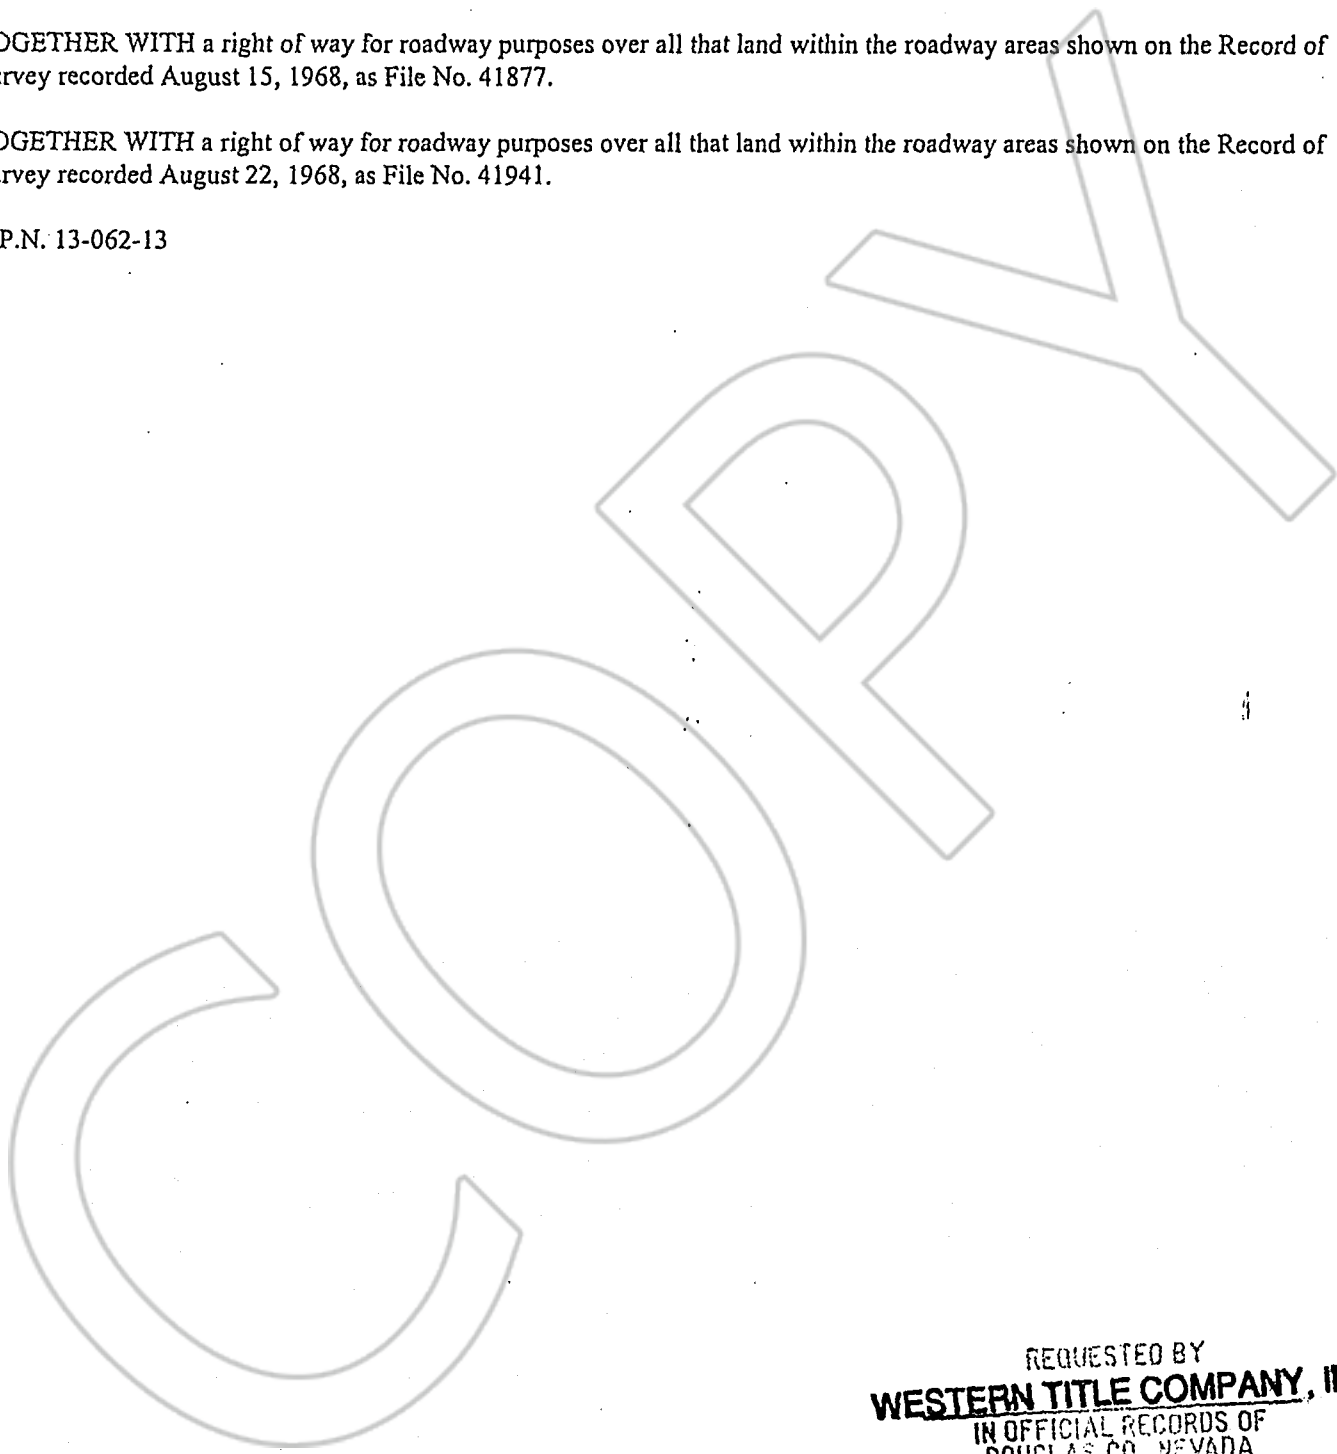 OGETHER WITH a right of way for roadway purposes over all that land within the roadway areas shown on the Record of
rvey recorded August 15, 1968, as File No. 41877.
OGETHER WITH a right of way for roadway purposes over all that land within the roadway areas shown on the Record of
rvey recorded August 22, 1968, as File No. 41941.
P.N. 13-062-13
COPY
REQUESTED BY
WESTERN TITLE COMPANY, I
IN OFFICIAL RECORDS OF
DOUGLAS CO. NEVADA